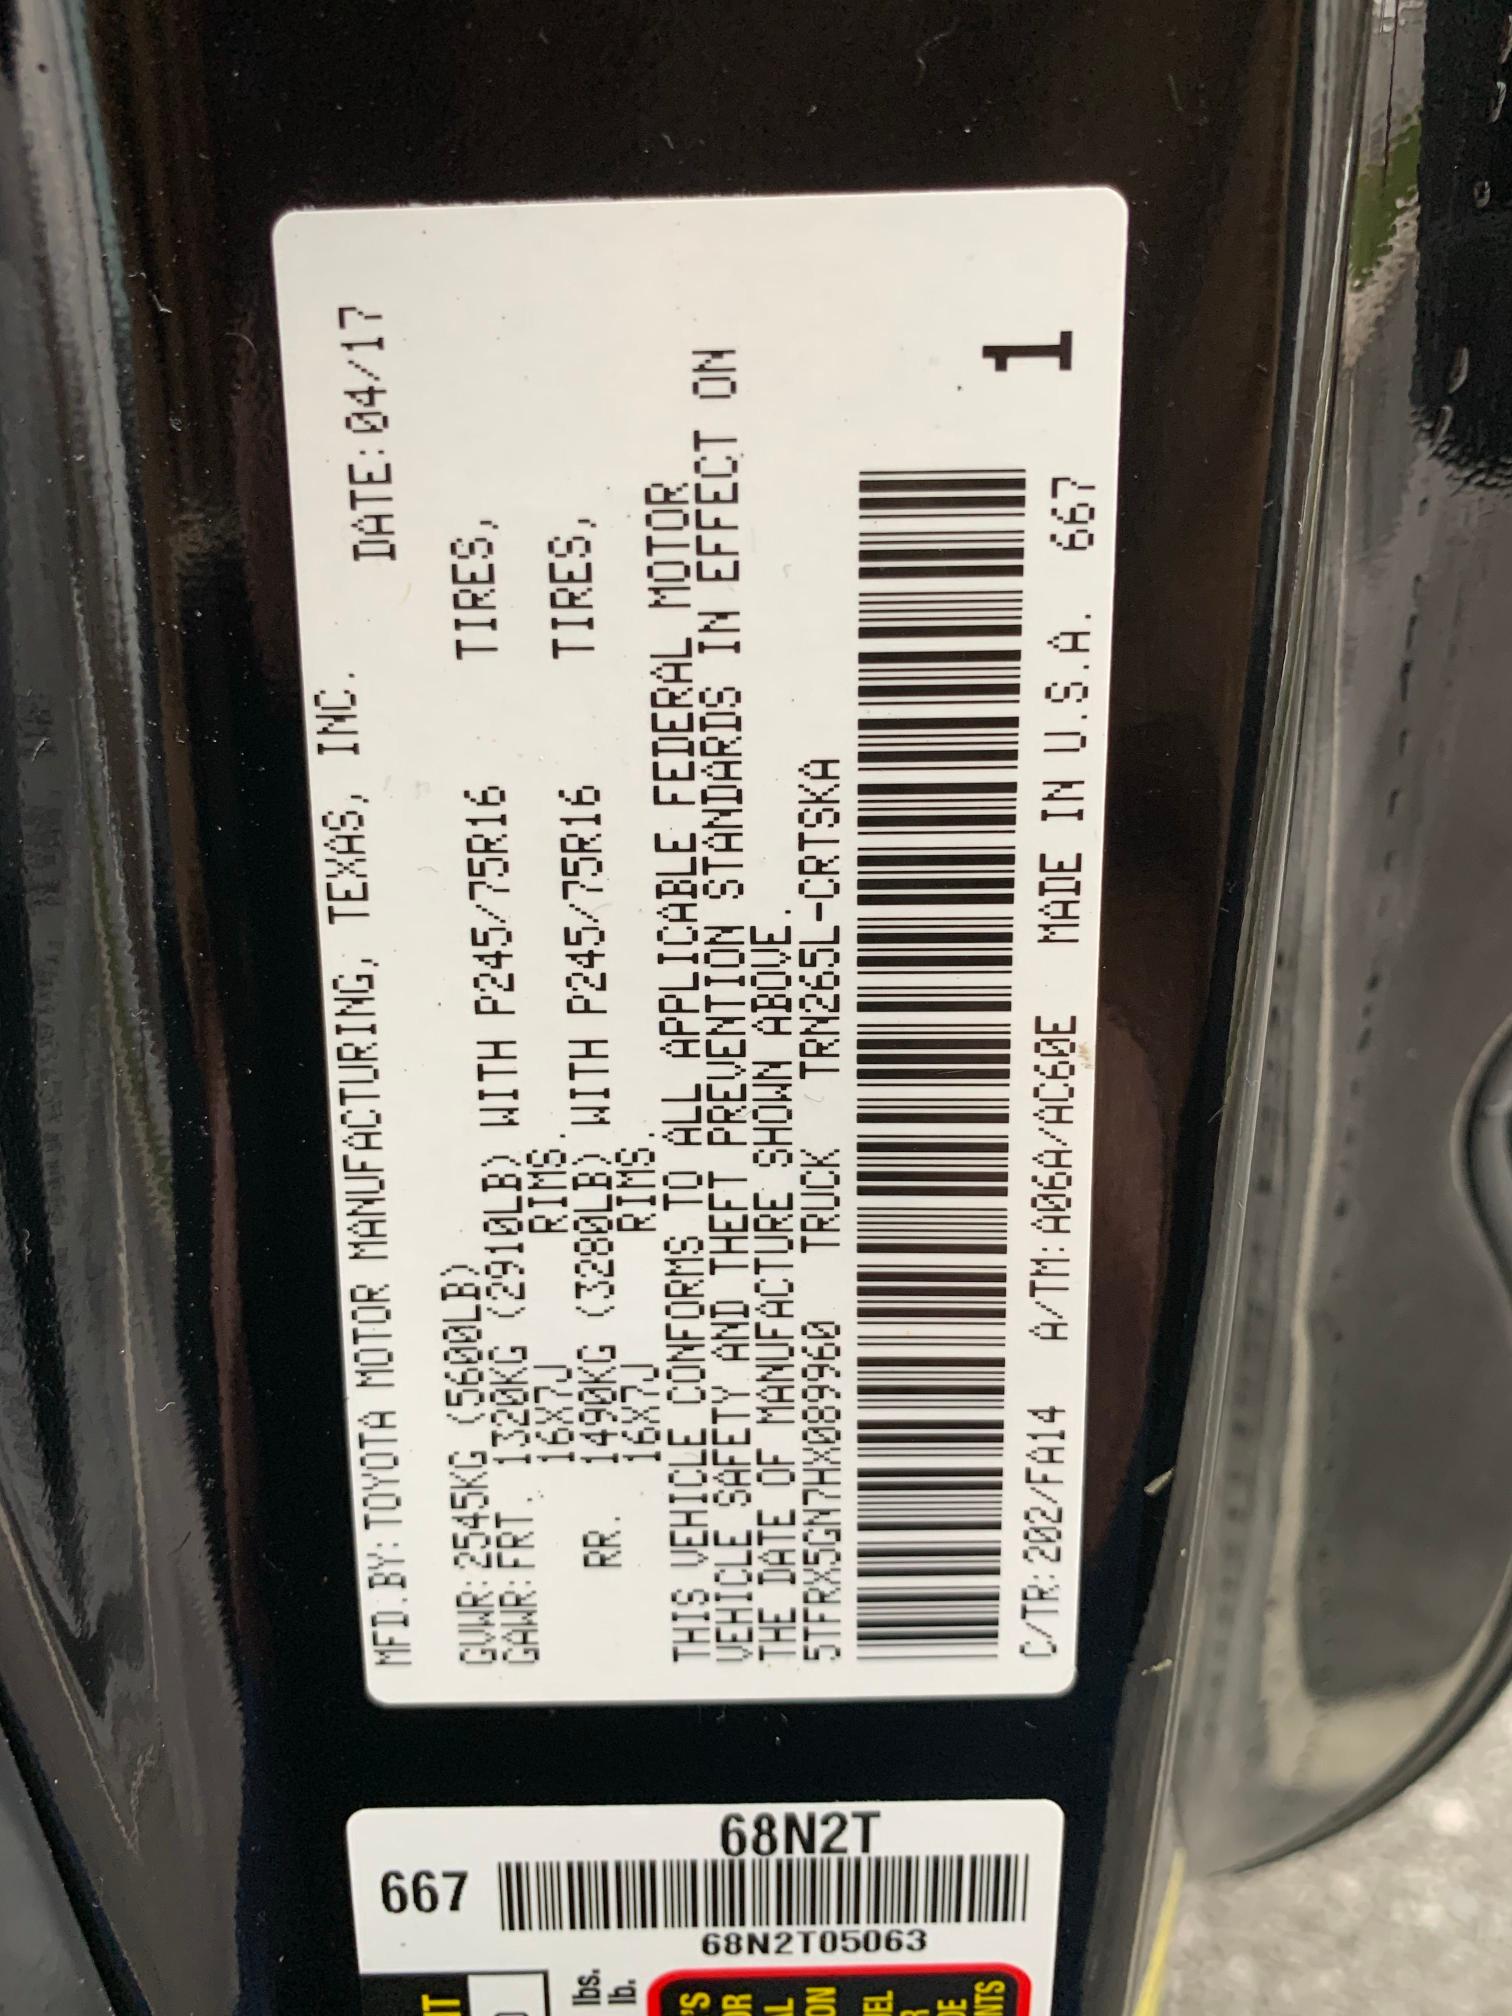 MFD.BY:TOYOTA MOTOR MANUFACTURING, TEXAS, INC. DATE:04/17
GVWR:2545KG (5600LB)
GAWR:FRT. 1320KG (2910LB) WITH P245/75R16 TIRES,
16X7J RIMS.
RR. 1490KG (3280LB) WITH P245/75R16 TIRES,
16X7J RIMS.
THIS VEHICLE CONFORMS TO ALL APPLICABLE FEDERAL MOTOR
VEHICLE SAFETY AND THEFT PREVENTION STANDARDS IN EFFECT ON
THE DATE OF MANUFACTURE SHOWN ABOVE.
5TFRX5GN7HX089960 TRUCK TRN265L-CRTSKA
1
C/TR:202/FA14 A/TM:A06A/AC60E MADE IN U.S.A. 667
68N2T
667
68N2T05063
lbs.
lb.